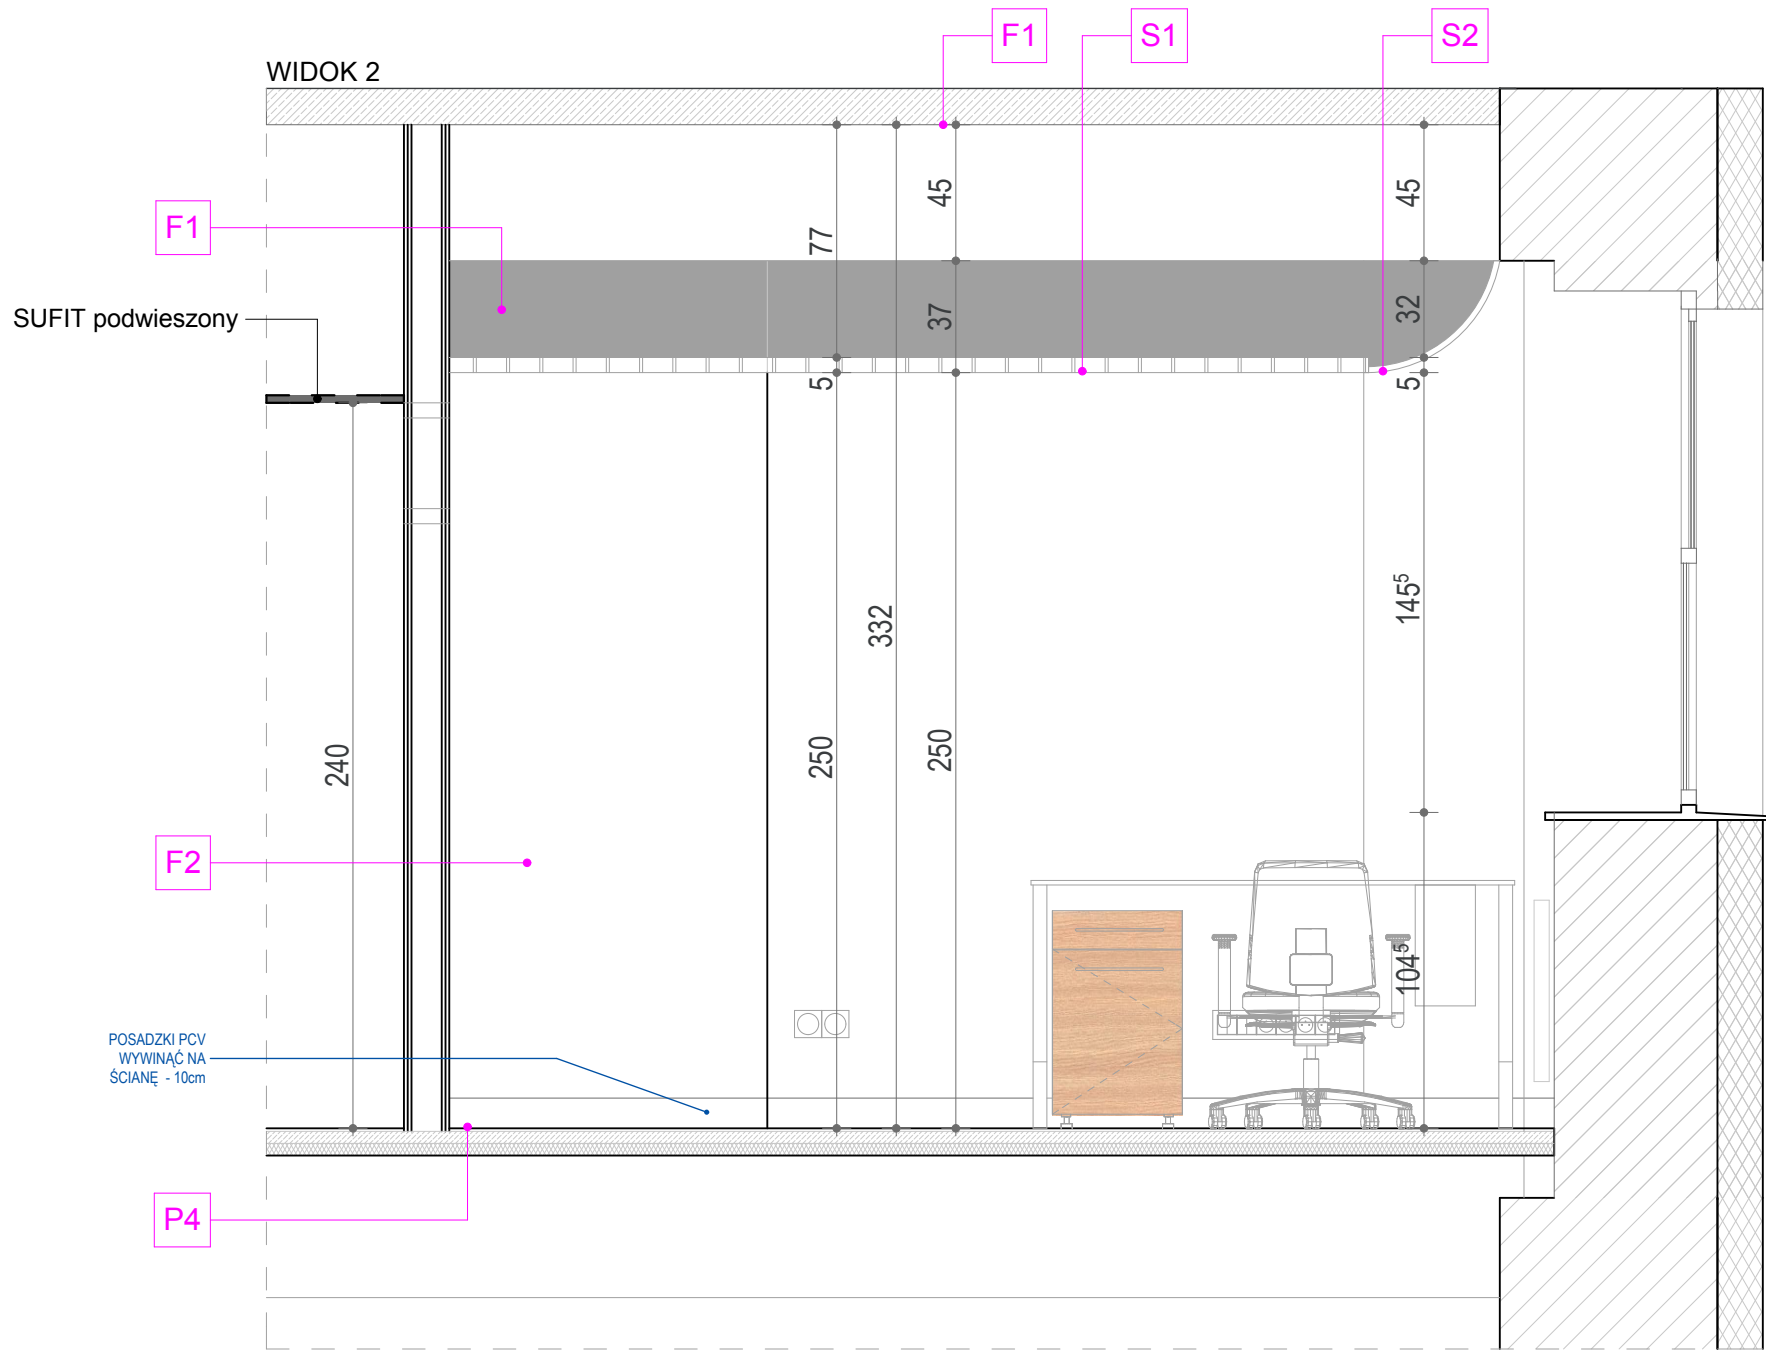 F1
S1
S2
WIDOK 2
45
45
F1
77
37
32
SUFIT podwieszony
5
5
145⁵
332
240
250
250
F2
104⁵
POSADZKI PCV
WYWINĄĆ NA
ŚCIANĘ - 10cm
P4